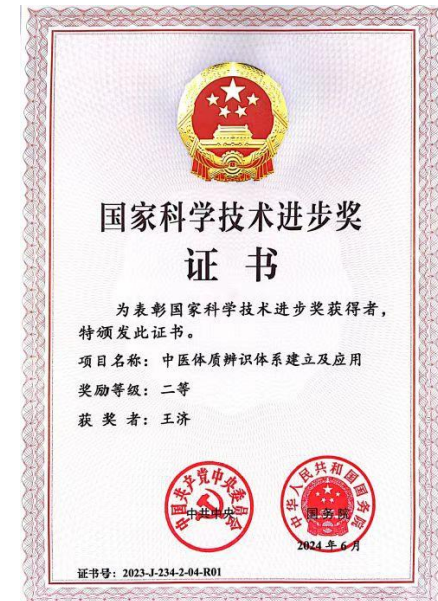 国家科学技术进步奖
证书
为表彰国家科学技术进步奖获得者，
特颁发此证书。
项目名称：中医体质辨识体系建立及应用
奖励等级：二等
获奖者：王济
中国共产党中央委员会
中共中央
中华人民共和国国务院
国务院
2024年6月
证书号：2023-J-234-2-04-R01